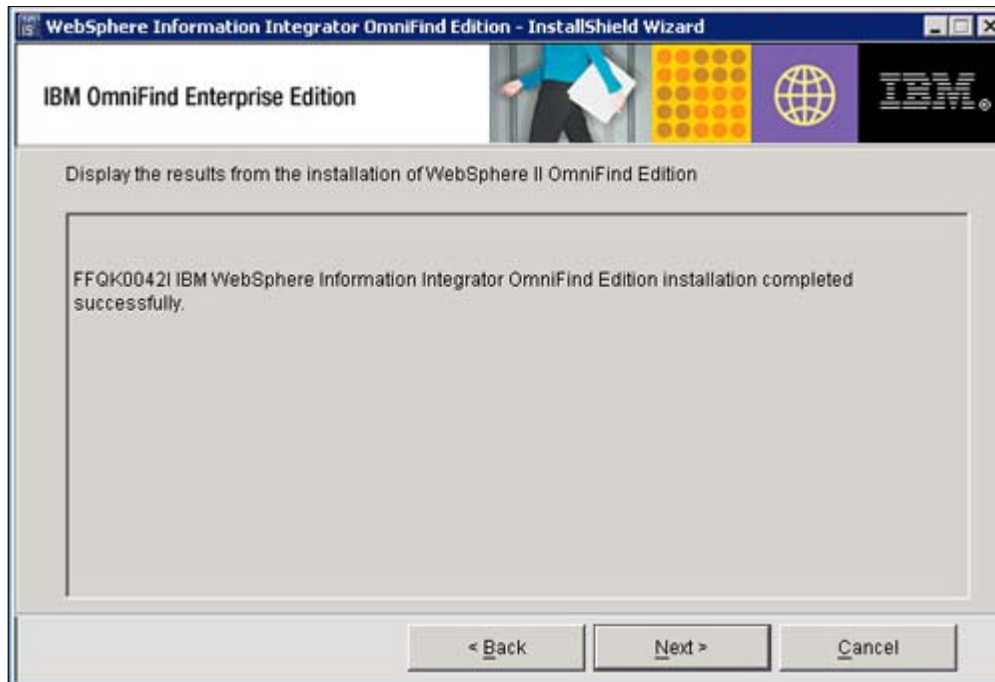 WebSphere Information Integrator OmniFind Edition - InstallShield Wizard
IBM OmniFind Enterprise Edition
IBM®
Display the results from the installation of WebSphere II OmniFind Edition
FFQK0042I IBM WebSphere Information Integrator OmniFind Edition installation completed
successfully.
< Back
Next >
Cancel